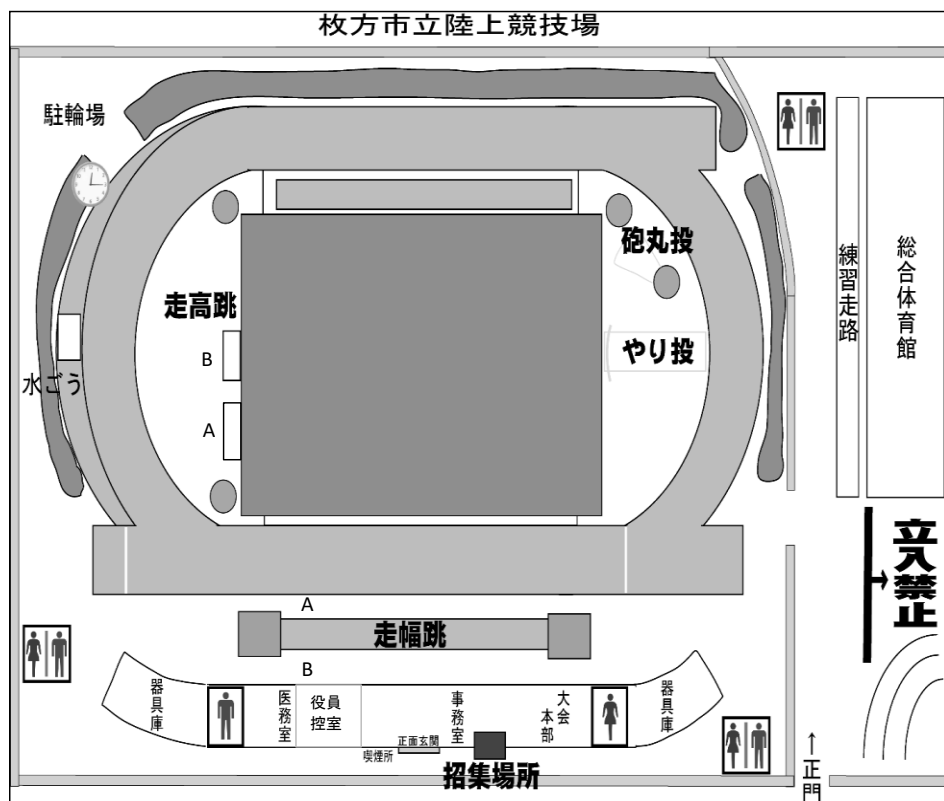 枚方市立陸上競技場
駐輪場
砲丸投
走高跳
練習走路
総合体育館
B
やり投
水ごう
A
立入禁止
→
A
走幅跳
B
器具庫
医務室
役員
控室
事務室
大会
本部
器具庫
正面玄関
喫煙所
招集場所
↑正門